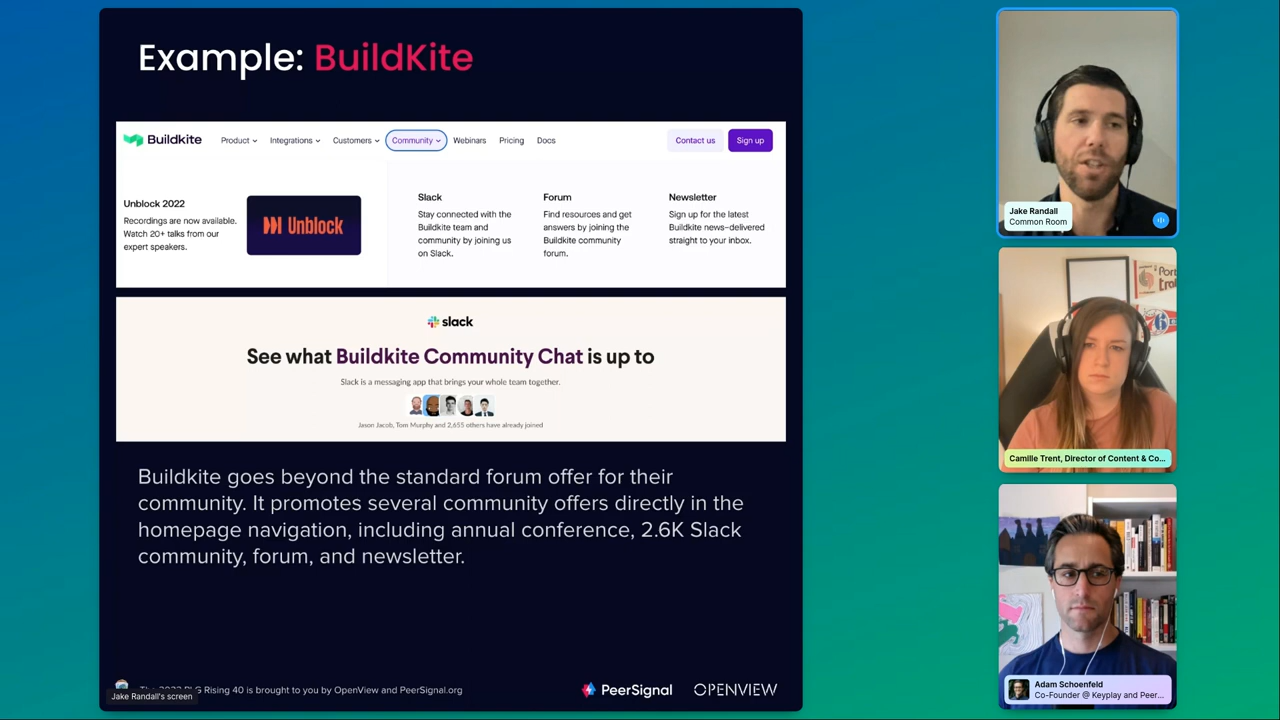 Example: BuildKite
Buildkite
Product Integrations Customers Community Webinars Pricing Docs Contact us Sign up
Unblock 2022
Recordings are now available.
Watch 20+ talks from our
expert speakers.
Unblock
Slack
Stay connected with the
Buildkite team and
community by joining us
on Slack.
Forum
Find resources and get
answers by joining the
Buildkite community
forum.
Newsletter
Sign up for the latest
Buildkite news–delivered
straight to your inbox.
slack
See what Buildkite Community Chat is up to
Slack is a messaging app that brings your whole team together.
Jason Jacob, Tom Murphy and 2,655 others have already joined
Buildkite goes beyond the standard forum offer for their
community. It promotes several community offers directly in the
homepage navigation, including annual conference, 2.6K Slack
community, forum, and newsletter.
Rising 40 is brought to you by OpenView and PeerSignal.org
Jake Randall's screen
PeerSignal
OPENVIEW
Jake Randall
Common Room
Camille Trent, Director of Content & Co...
Adam Schoenfeld
Co-Founder @ Keyplay and Peer...